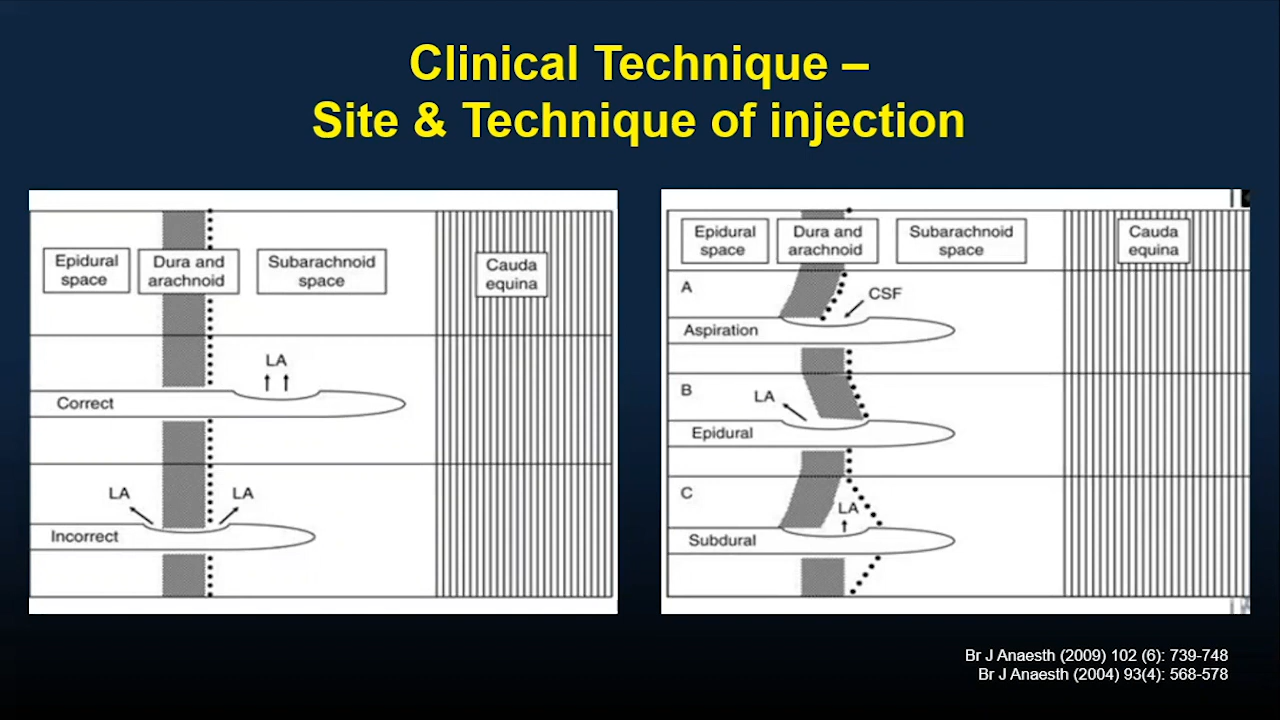 Clinical Technique –
Site & Technique of injection
Epidural
space
Dura and
arachnoid
Subarachnoid
space
Cauda
equina
LA
Correct
LA
LA
Incorrect
Epidural
space
Dura and
arachnoid
Subarachnoid
space
Cauda
equina
A
CSF
Aspiration
B
LA
Epidural
C
LA
Subdural
Br J Anaesth (2009) 102 (6): 739-748
Br J Anaesth (2004) 93(4): 568-578